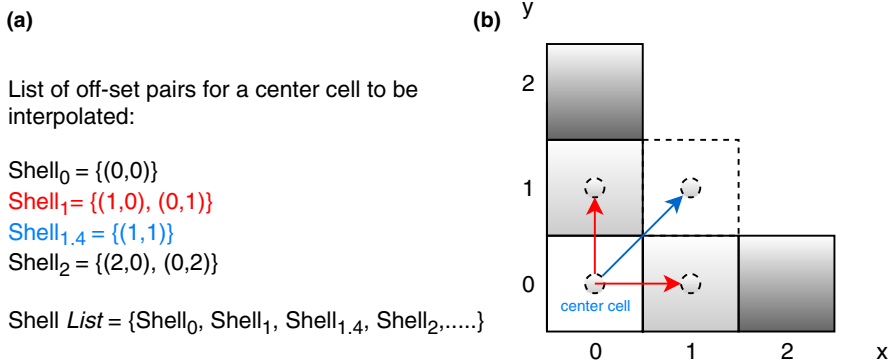 (a)
List of off-set pairs for a center cell to be
interpolated:
Shell0 = {(0,0)}
Shell1= {(1,0), (0,1)}
Shell1.4 = {(1,1)}
Shell2 = {(2,0), (0,2)}
Shell List = {Shell0, Shell1, Shell1.4, Shell2,.....}
(b)
y
2
1
0
center cell
0 1 2 x